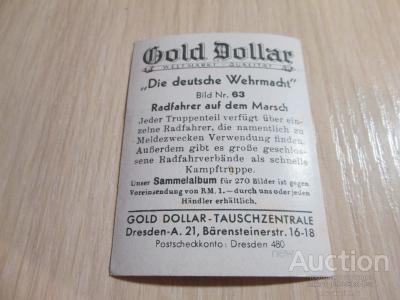 Gold Dollar
WELTMARKE · QUALITÄT
„Die deutsche Wehrmacht"
Bild Nr. 63
Radfahrer auf dem Marsch
Jeder Truppenteil verfügt über ein-
zelne Radfahrer, die namentlich zu
Meldezwecken Verwendung finden.
Außerdem gibt es große geschlos-
sene Radfahrverbände als schnelle
Kampftruppe.
Unser Sammelalbum für 270 Bilder ist gegen
Voreinsendung von RM. 1.— durch uns oder jeden
Händler erhältlich.
GOLD DOLLAR-TAUSCHZENTRALE
Dresden-A. 21, Bärensteinerstr. 16-18
Postscheckkonto: Dresden 480
Auction